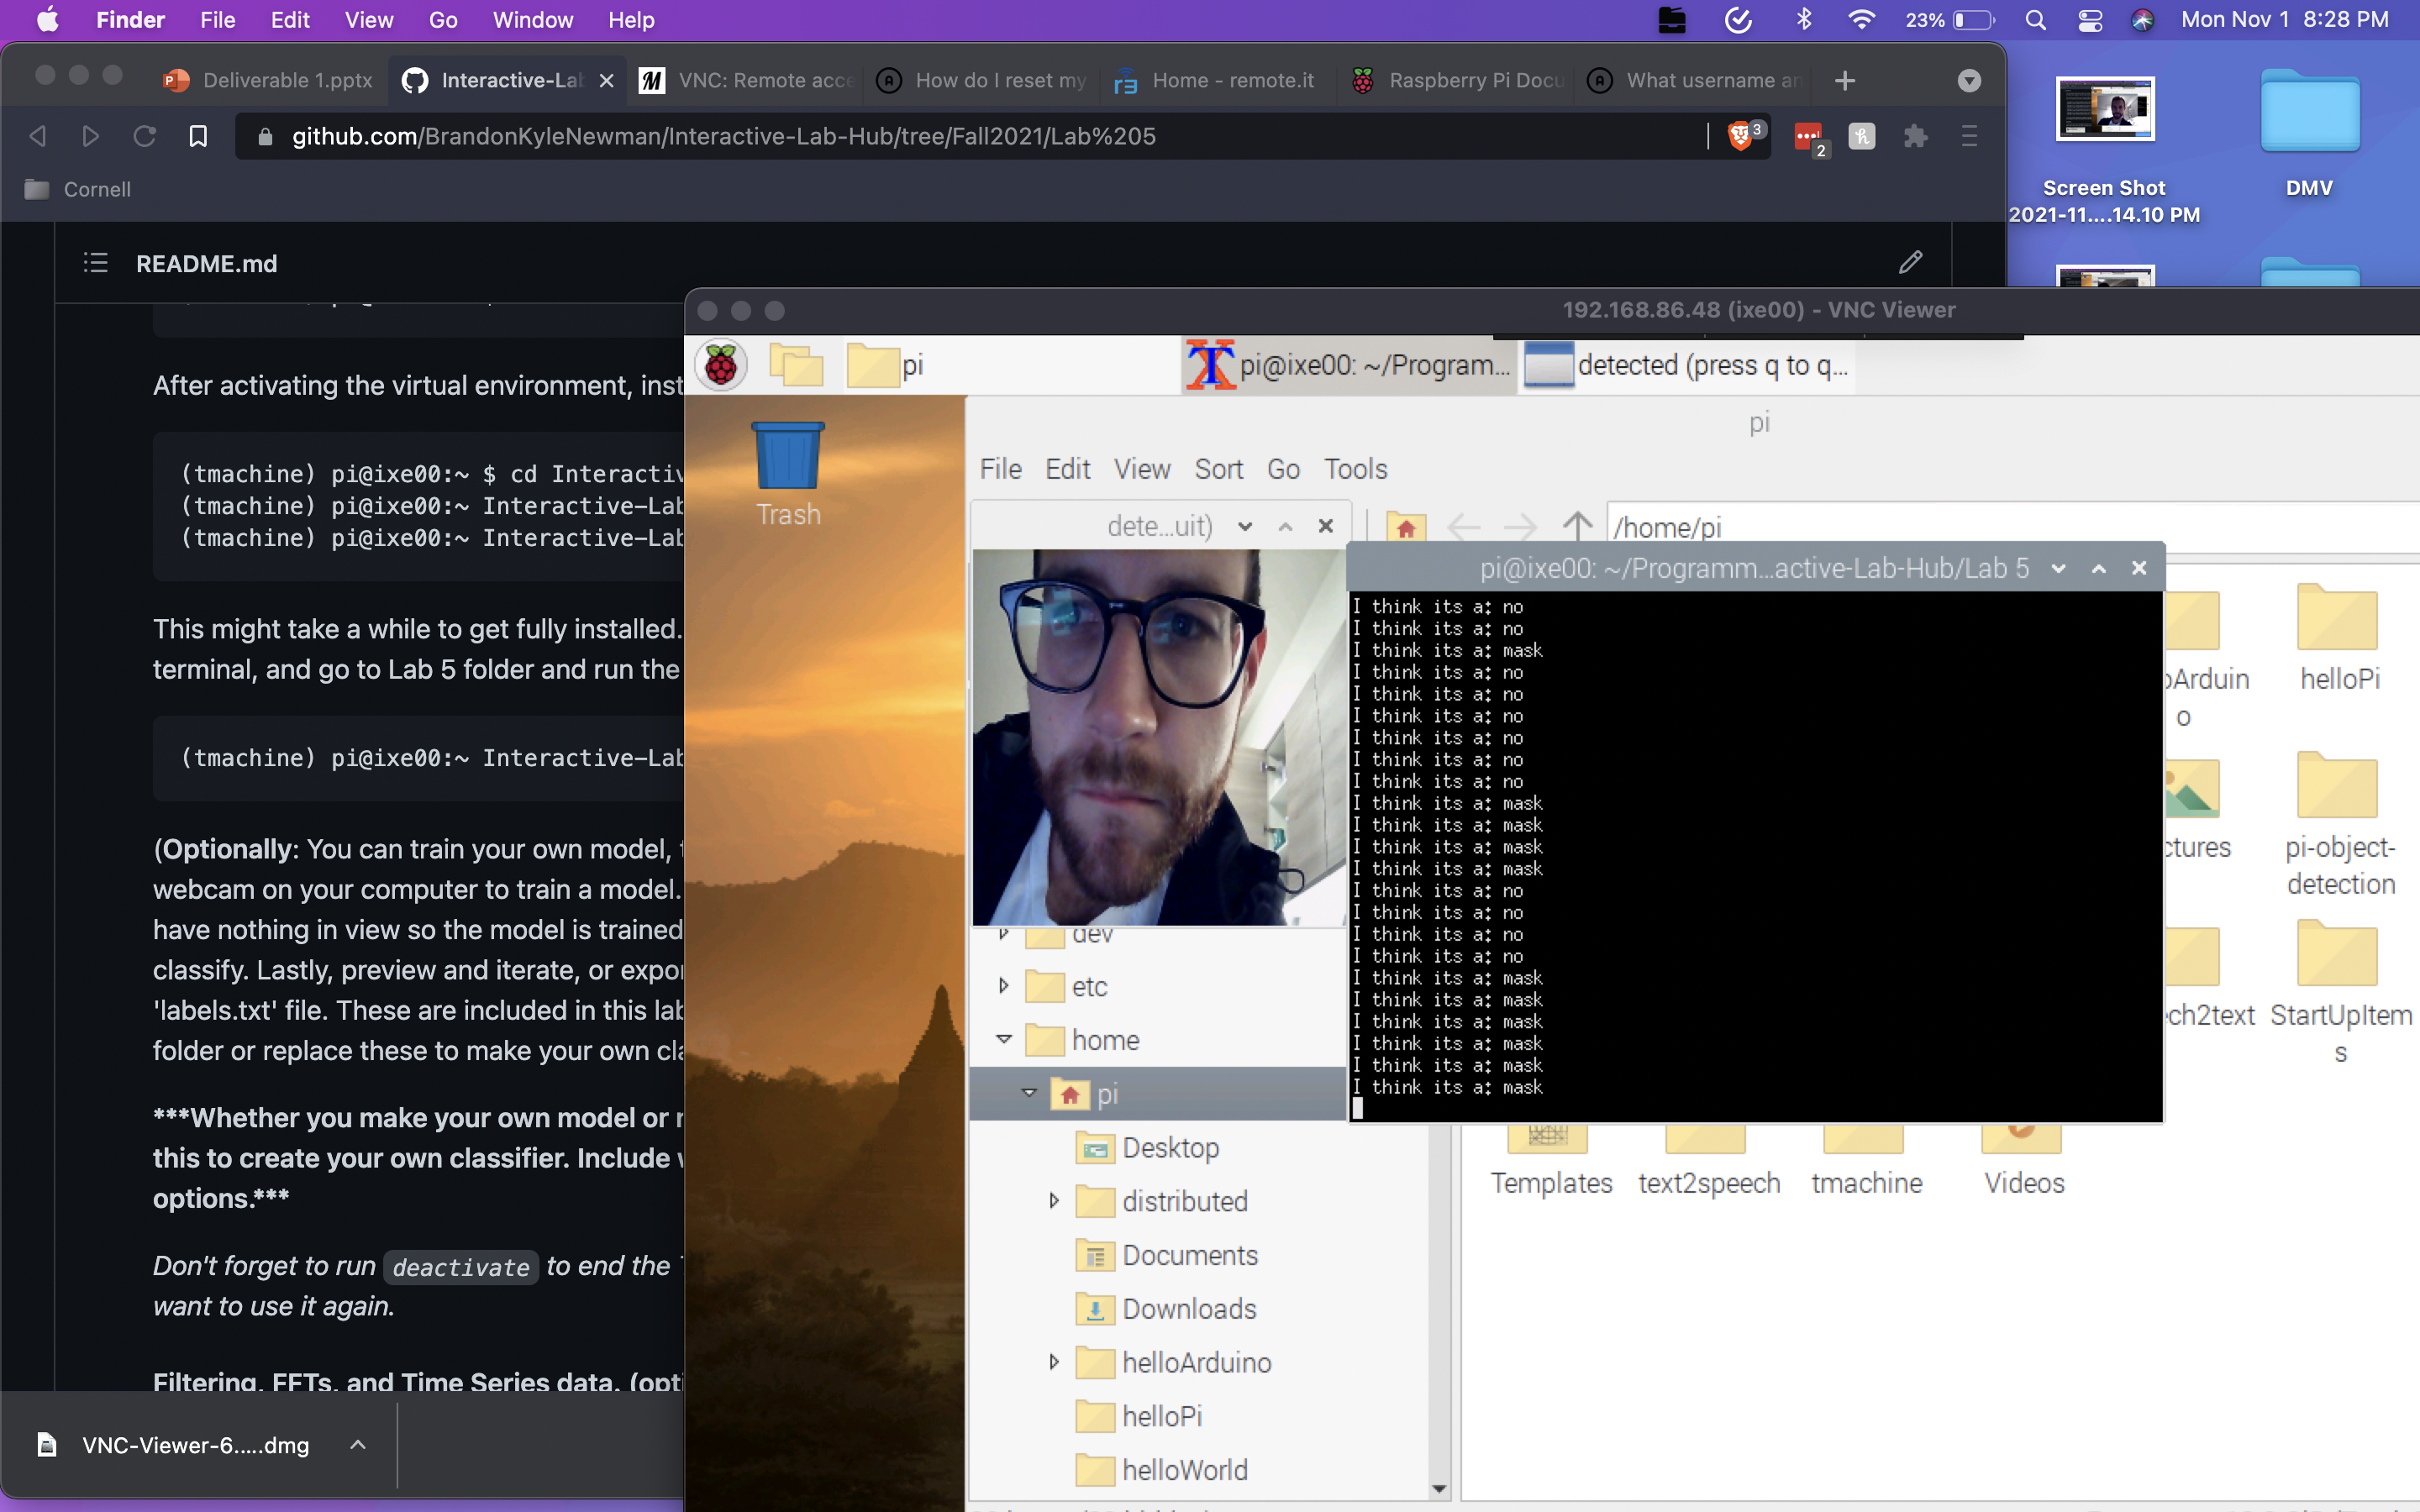 Finder File Edit View Go Window Help 23% Mon Nov 1 8:28 PM
Deliverable 1.pptx Interactive-Lab VNC: Remote acce How do I reset my Home - remote.it Raspberry Pi Docu What username an
github.com/BrandonKyleNewman/Interactive-Lab-Hub/tree/Fall2021/Lab%205 3 2
Cornell
Screen Shot
2021-11....14.10 PM
DMV
README.md
After activating the virtual environment, inst
(tmachine) pi@ixe00:~ $ cd Interactiv
(tmachine) pi@ixe00:~ Interactive-Lab
(tmachine) pi@ixe00:~ Interactive-Lab
This might take a while to get fully installed.
terminal, and go to Lab 5 folder and run the
(tmachine) pi@ixe00:~ Interactive-Lab
(Optionally: You can train your own model, t
webcam on your computer to train a model.
have nothing in view so the model is trained
classify. Lastly, preview and iterate, or expor
'labels.txt' file. These are included in this lab
folder or replace these to make your own cla
***Whether you make your own model or n
this to create your own classifier. Include w
options.***
Don't forget to run deactivate to end the
want to use it again.
Filtering, FFTs, and Time Series data. (opti
VNC-Viewer-6.....dmg
192.168.86.48 (ixe00) - VNC Viewer
pi pi@ixe00: ~/Program... detected (press q to q...
Trash
pi
File Edit View Sort Go Tools
dete...uit) /home/pi
pi@ixe00: ~/Programm...active-Lab-Hub/Lab 5
I think its a: no
I think its a: no
I think its a: mask
I think its a: no
I think its a: no
I think its a: no
I think its a: no
I think its a: no
I think its a: no
I think its a: mask
I think its a: mask
I think its a: mask
I think its a: mask
I think its a: no
I think its a: no
I think its a: no
I think its a: no
I think its a: mask
I think its a: mask
I think its a: mask
I think its a: mask
I think its a: mask
I think its a: mask
dev
etc
home
pi
Desktop
distributed
Documents
Downloads
helloArduino
helloPi
helloWorld
oArduin
o
helloPi
ctures
pi-object-
detection
ch2text
StartUpItem
s
Templates text2speech tmachine Videos